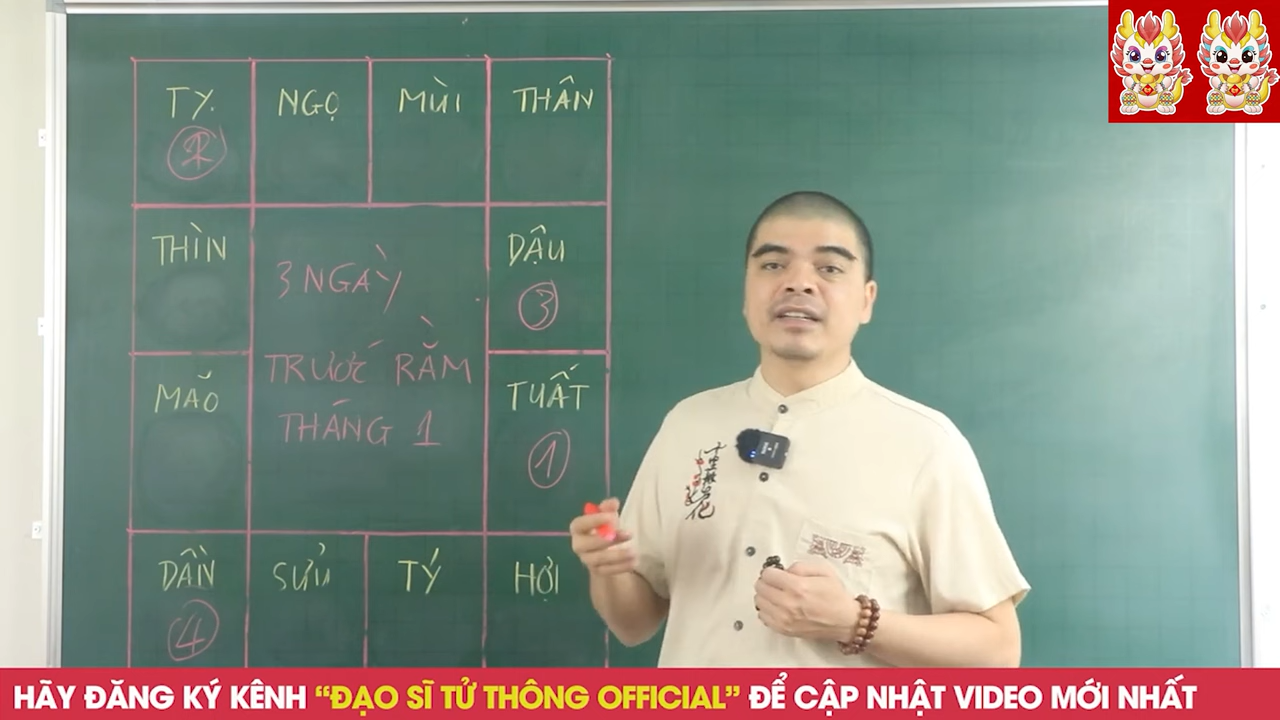 TY.
NGỌ
MÙI
THÂN
2
THÌN
3 NGÀY
TRƯỚC RẰM
THÁNG 1
DẬU
3
MÃO
TUẤT
1
DẦN
SỬU
TÝ
HỢI
4
HÃY ĐĂNG KÝ KÊNH “ĐẠO SĨ TỬ THÔNG OFFICIAL” ĐỂ CẬP NHẬT VIDEO MỚI NHẤT